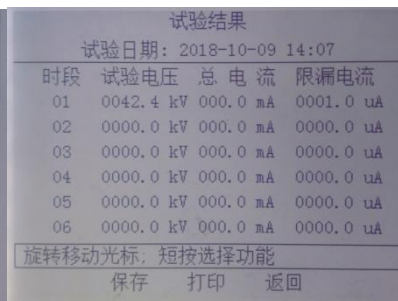 试验结果
试验日期: 2018-10-09 14:07
时段 试验电压 总 电 流 限漏电流
01 0042.4 kV 000.0 mA 0001.0 uA
02 0000.0 kV 000.0 mA 0000.0 uA
03 0000.0 kV 000.0 mA 0000.0 uA
04 0000.0 kV 000.0 mA 0000.0 uA
05 0000.0 kV 000.0 mA 0000.0 uA
06 0000.0 kV 000.0 mA 0000.0 uA
旋转移动光标; 短按选择功能
保存 打印 返回